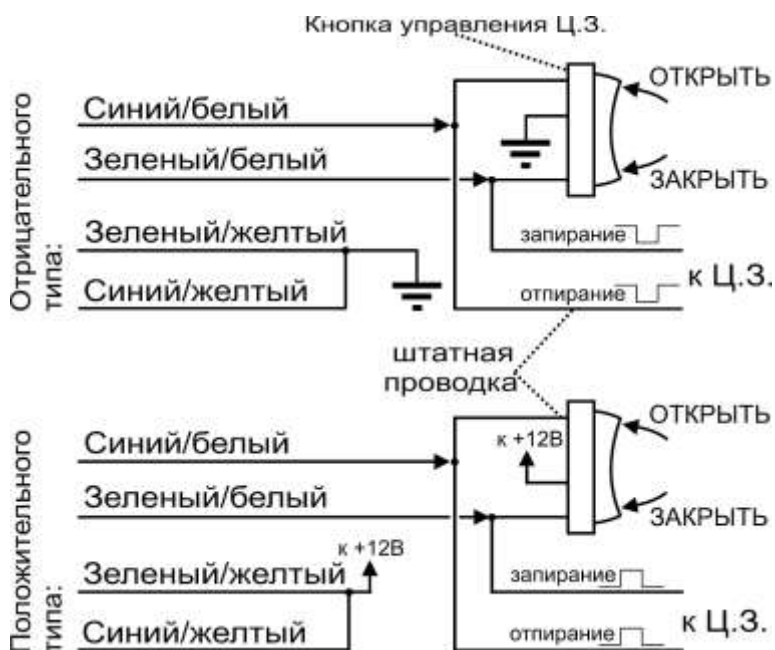 Кнопка управления Ц.З.
Отрицательного
типа:
Синий/белый
Зеленый/белый
Зеленый/желтый
Синий/желтый
ОТКРЫТЬ
ЗАКРЫТЬ
запирание
отпирание
к Ц.З.
штатная
проводка
Положительного
типа:
Синий/белый
Зеленый/белый
к +12В
Зеленый/желтый
Синий/желтый
к +12В
ОТКРЫТЬ
ЗАКРЫТЬ
запирание
отпирание
к Ц.З.